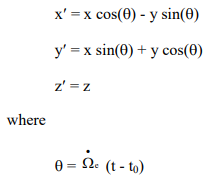 x′ = x cos(θ) - y sin(θ)
y′ = x sin(θ) + y cos(θ)
z′ = z
where
θ = Ω̇ₑ (t - t₀)